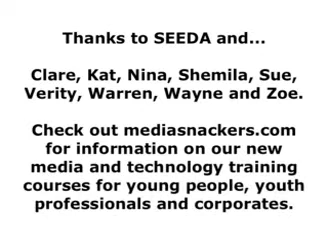 Thanks to SEEDA and...
Clare, Kat, Nina, Shemila, Sue,
Verity, Warren, Wayne and Zoe.
Check out mediasnackers.com
for information on our new
media and technology training
courses for young people, youth
professionals and corporates.